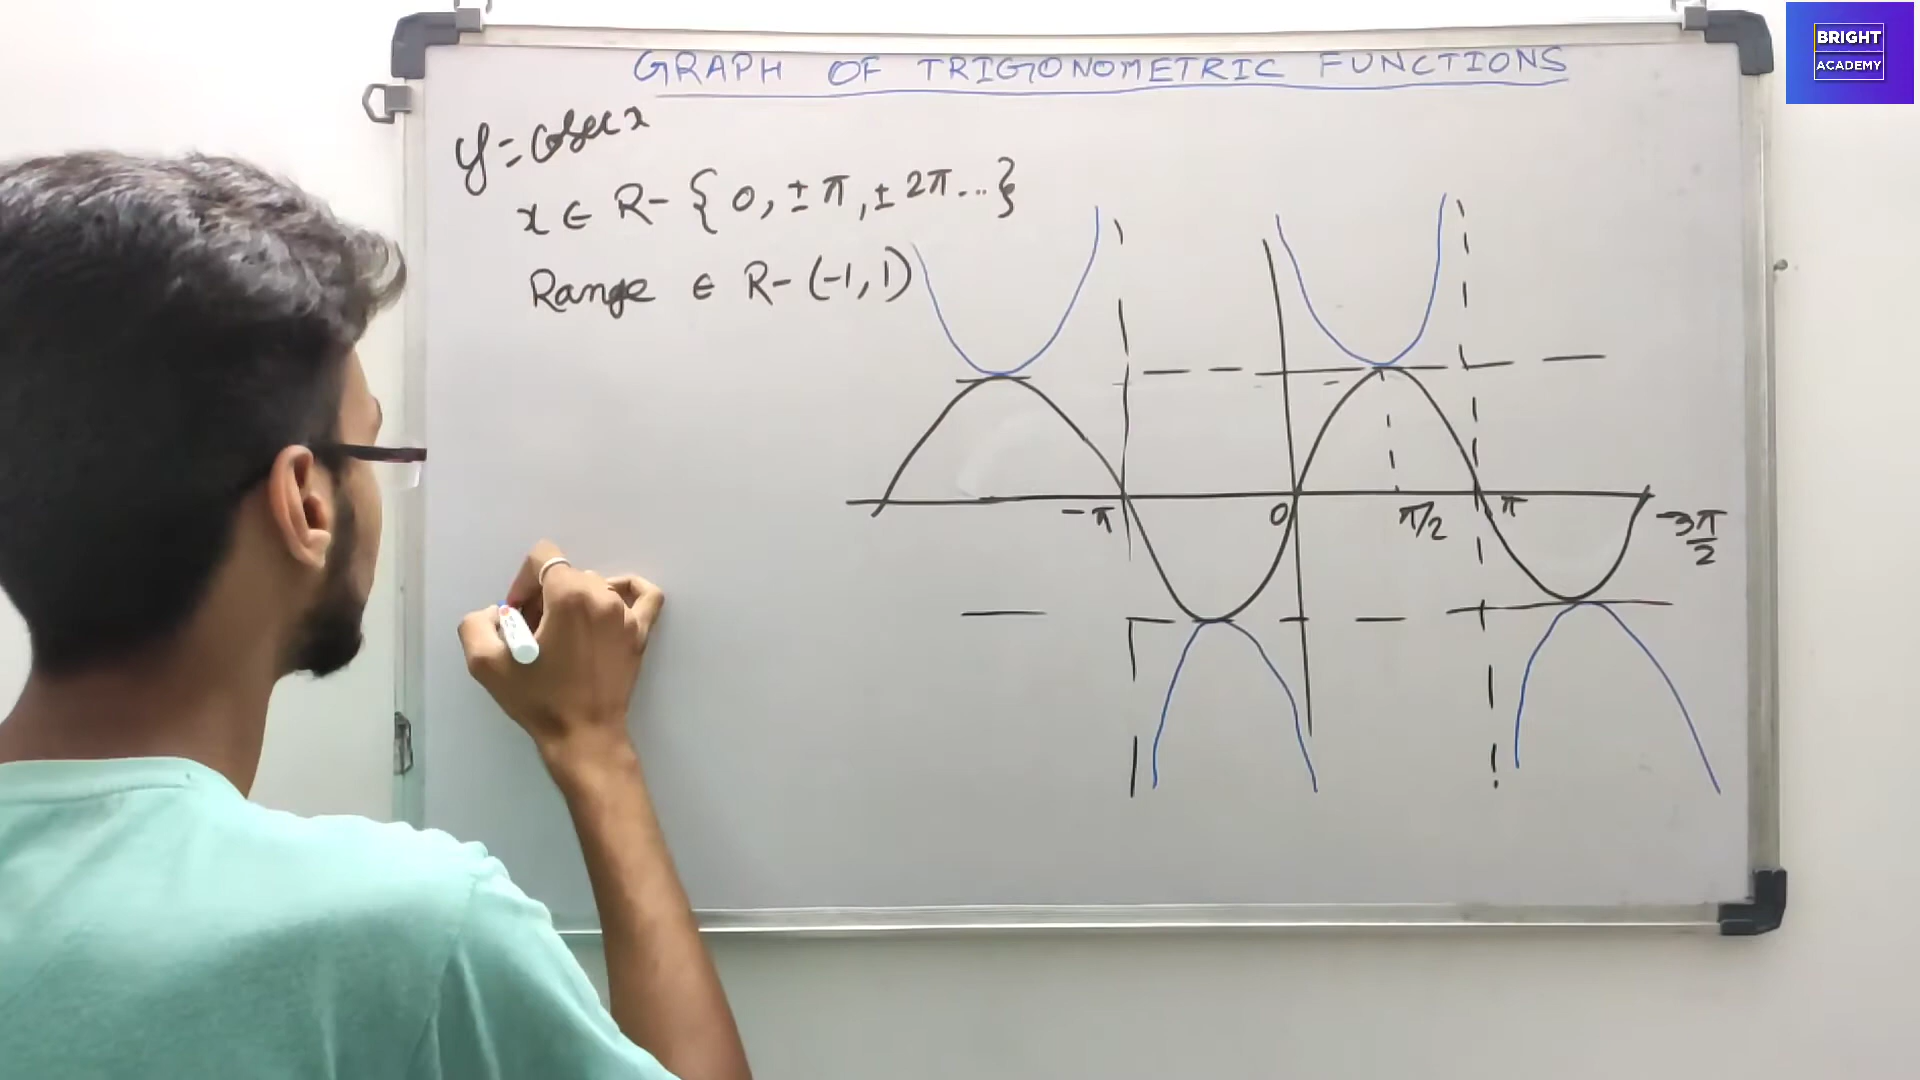 BRIGHT
ACADEMY
GRAPH OF TRIGONOMETRIC FUNCTIONS
y = cosec x
x ∈ R- { 0, ± π, ± 2π... }
Range ∈ R- (-1, 1)
-π 0 π/2 π 3π/2